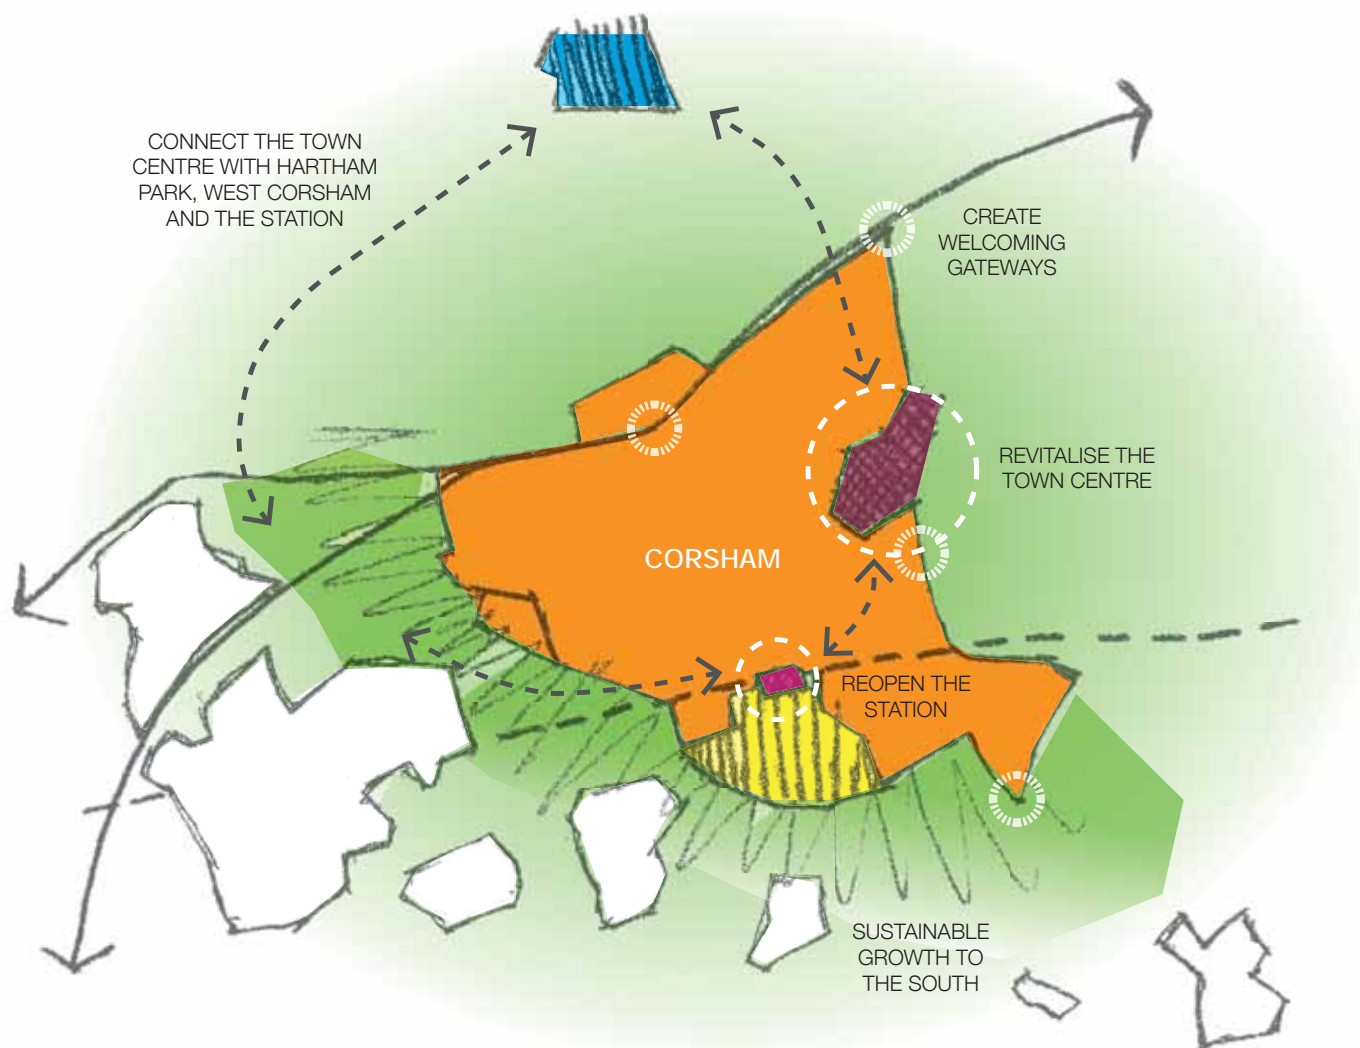 CONNECT THE TOWN
CENTRE WITH HARTHAM
PARK, WEST CORSHAM
AND THE STATION
CREATE
WELCOMING
GATEWAYS
REVITALISE THE
TOWN CENTRE
CORSHAM
REOPEN THE
STATION
SUSTAINABLE
GROWTH TO
THE SOUTH